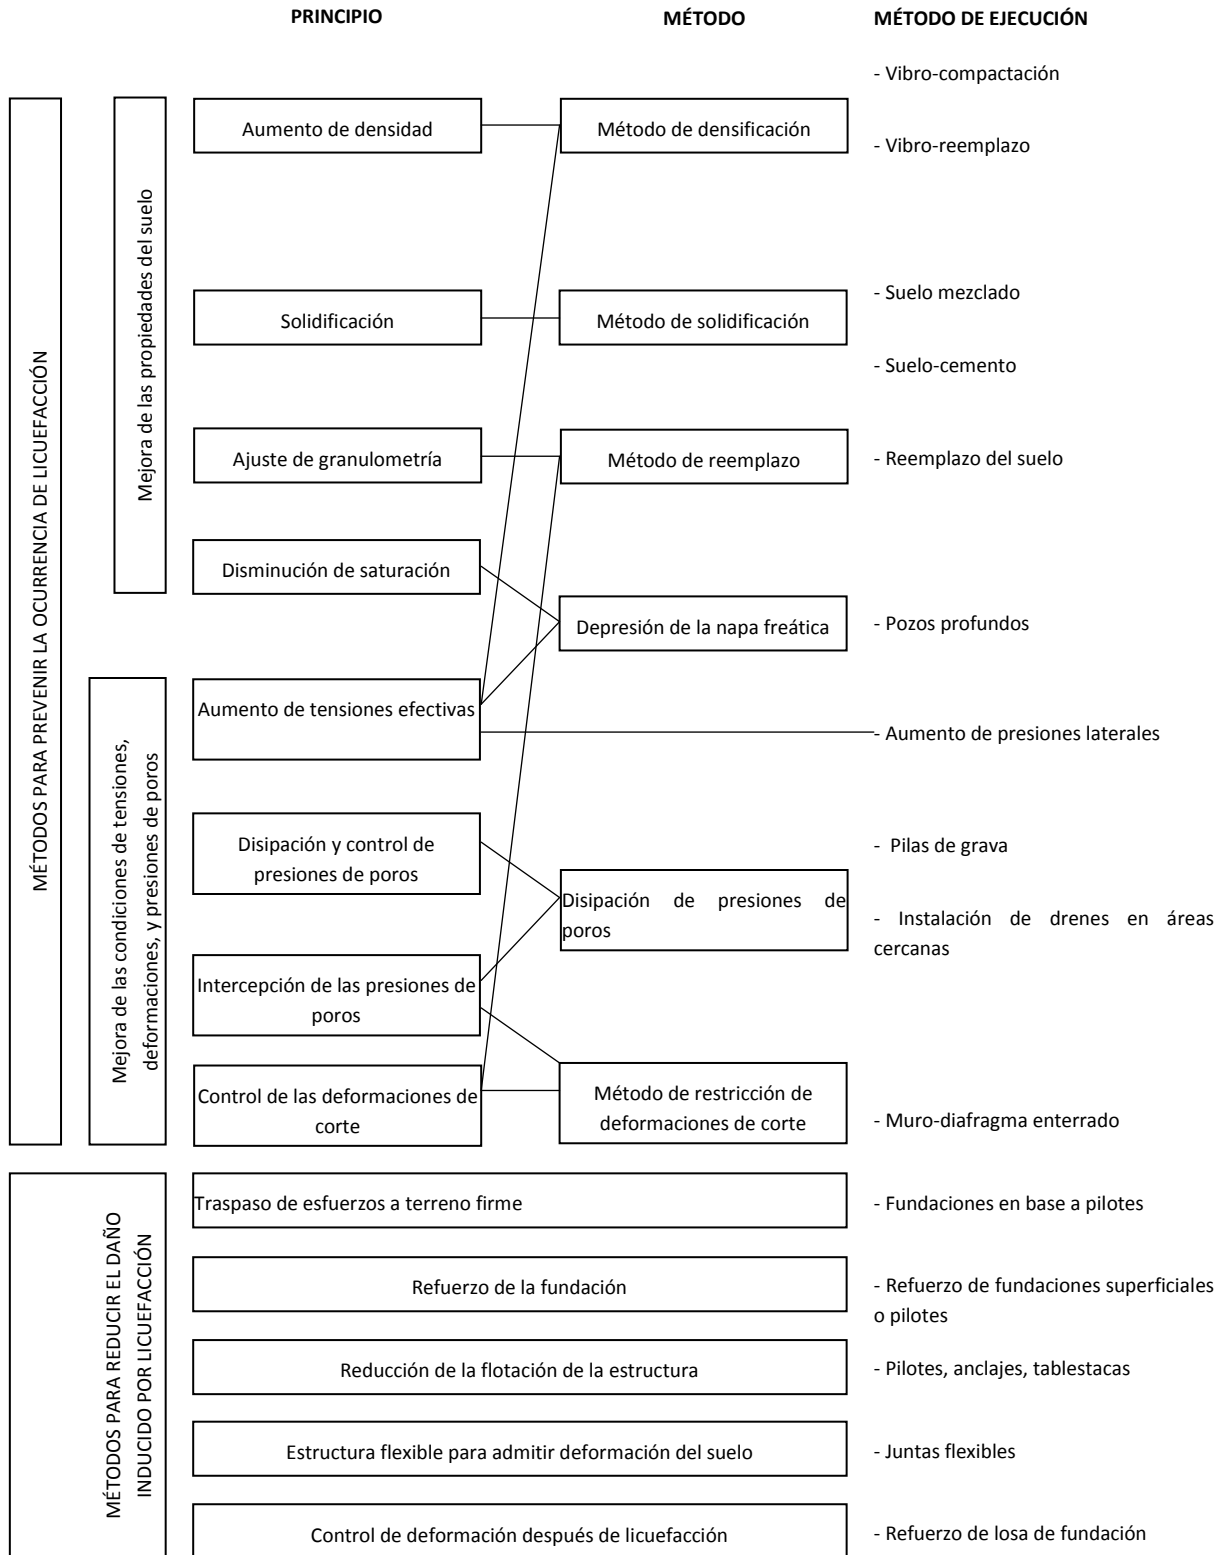 PRINCIPIO
MÉTODO
MÉTODO DE EJECUCIÓN
MÉTODOS PARA PREVENIR LA OCURRENCIA DE LICUEFACCIÓN
Mejora de las propiedades del suelo
Aumento de densidad
Método de densificación
- Vibro-compactación
- Vibro-reemplazo
Solidificación
Método de solidificación
- Suelo mezclado
- Suelo-cemento
Ajuste de granulometría
Método de reemplazo
- Reemplazo del suelo
Disminución de saturación
Depresión de la napa freática
- Pozos profundos
Mejora de las condiciones de tensiones,
deformaciones, y presiones de poros
Aumento de tensiones efectivas
- Aumento de presiones laterales
Disipación y control de
presiones de poros
Disipación de presiones de
poros
- Pilas de grava
- Instalación de drenes en áreas
cercanas
Intercepción de las presiones de
poros
Control de las deformaciones de
corte
Método de restricción de
deformaciones de corte
- Muro-diafragma enterrado
MÉTODOS PARA REDUCIR EL DAÑO
INDUCIDO POR LICUEFACCIÓN
Traspaso de esfuerzos a terreno firme
- Fundaciones en base a pilotes
Refuerzo de la fundación
- Refuerzo de fundaciones superficiales
o pilotes
Reducción de la flotación de la estructura
- Pilotes, anclajes, tablestacas
Estructura flexible para admitir deformación del suelo
- Juntas flexibles
Control de deformación después de licuefacción
- Refuerzo de losa de fundación